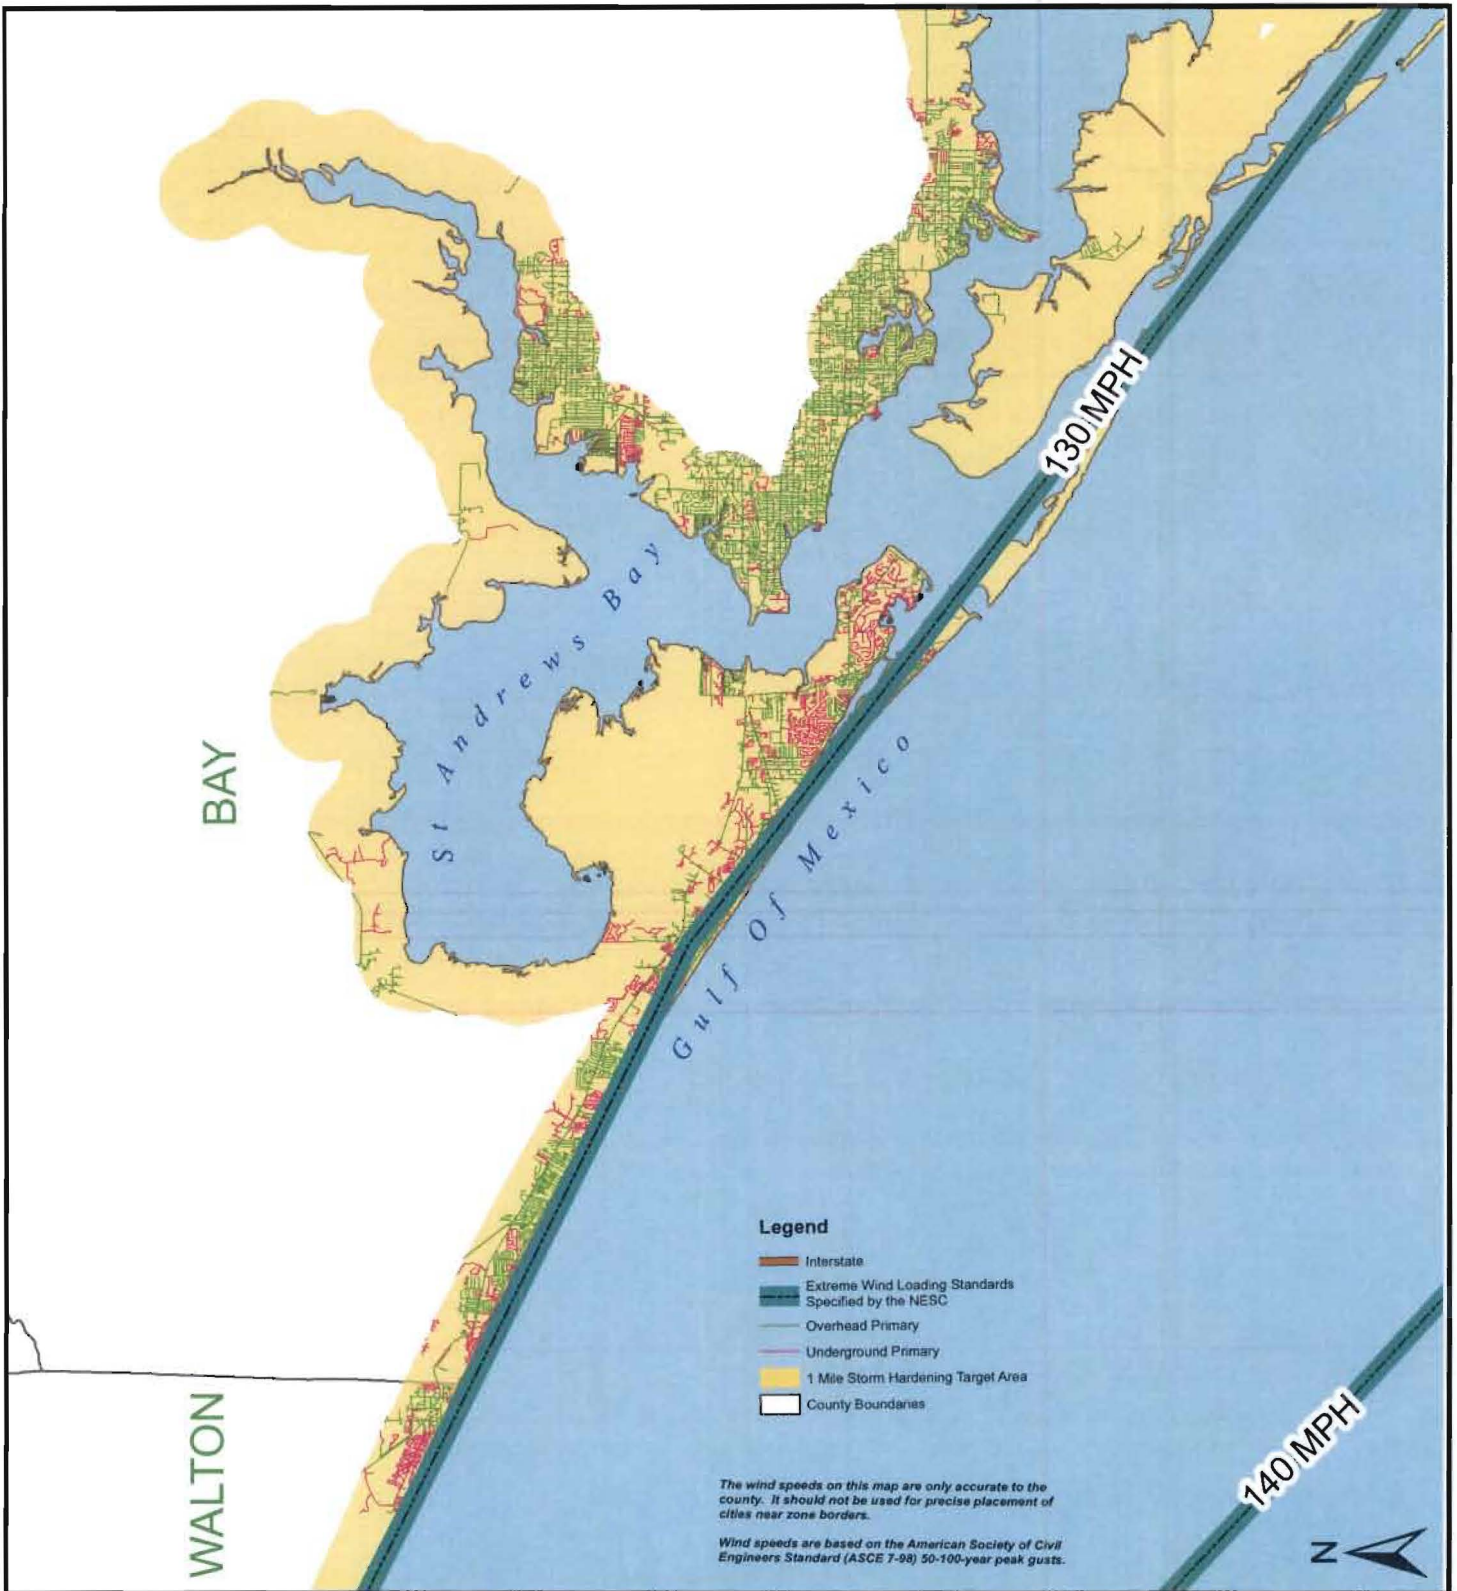 BAY
WALTON
St Andrews Bay
Gulf Of Mexico
130 MPH
140 MPH
Legend
Interstate
Extreme Wind Loading Standards
Specified by the NESC
Overhead Primary
Underground Primary
1 Mile Storm Hardening Target Area
County Boundaries
The wind speeds on this map are only accurate to the
county. It should not be used for precise placement of
cities near zone borders.
Wind speeds are based on the American Society of Civil
Engineers Standard (ASCE 7-98) 50-100-year peak gusts.
N